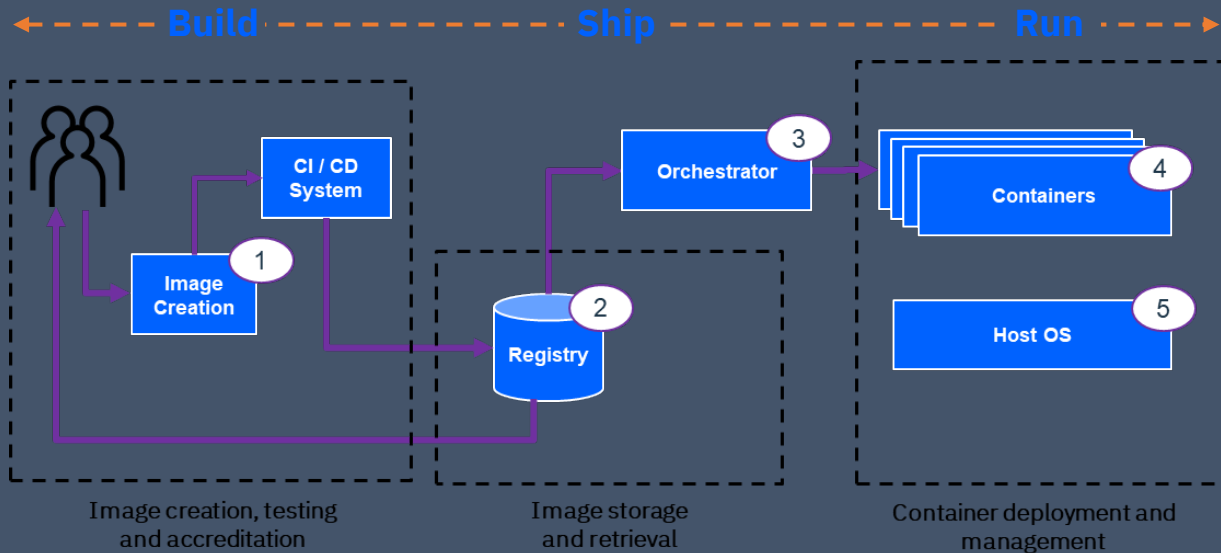 Build
Ship
Run
CI / CD
System
1
Image
Creation
2
Registry
3
Orchestrator
4
Containers
5
Host OS
Image creation, testing
and accreditation
Image storage
and retrieval
Container deployment and
management